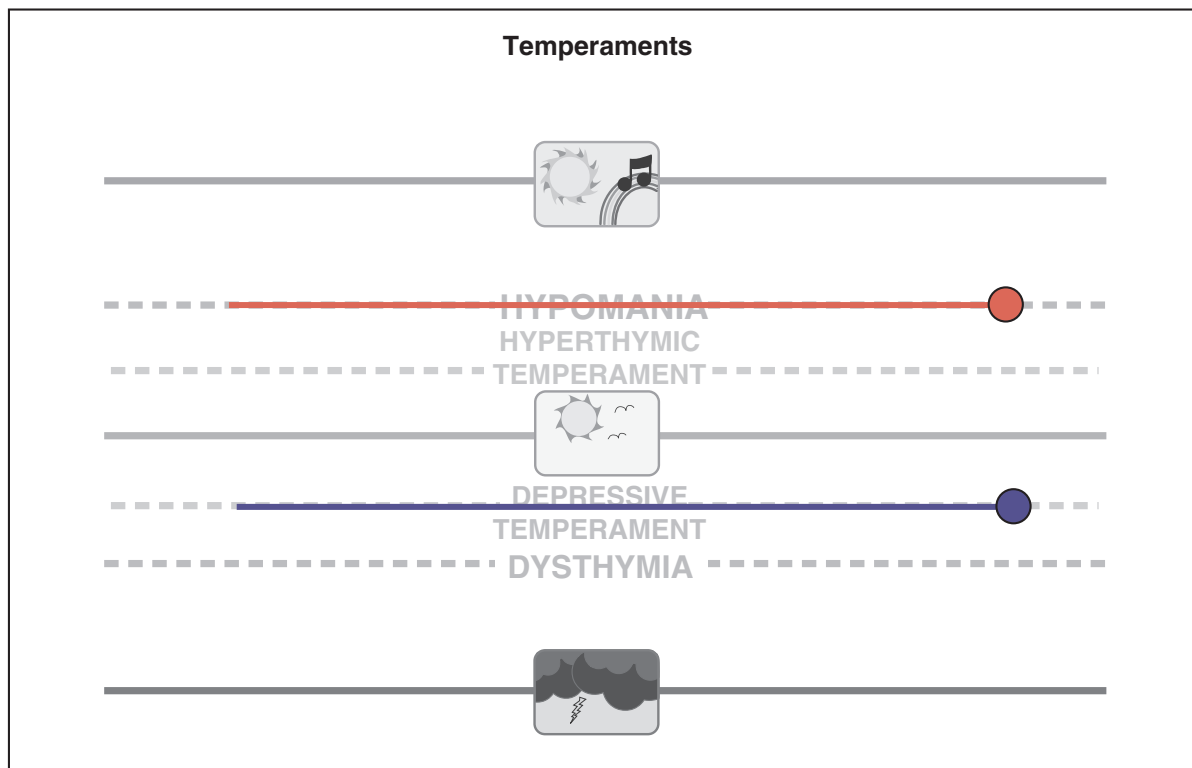 Temperaments
HYPOMANIA
HYPERTHYMIC
TEMPERAMENT
DEPRESSIVE
TEMPERAMENT
DYSTHYMIA